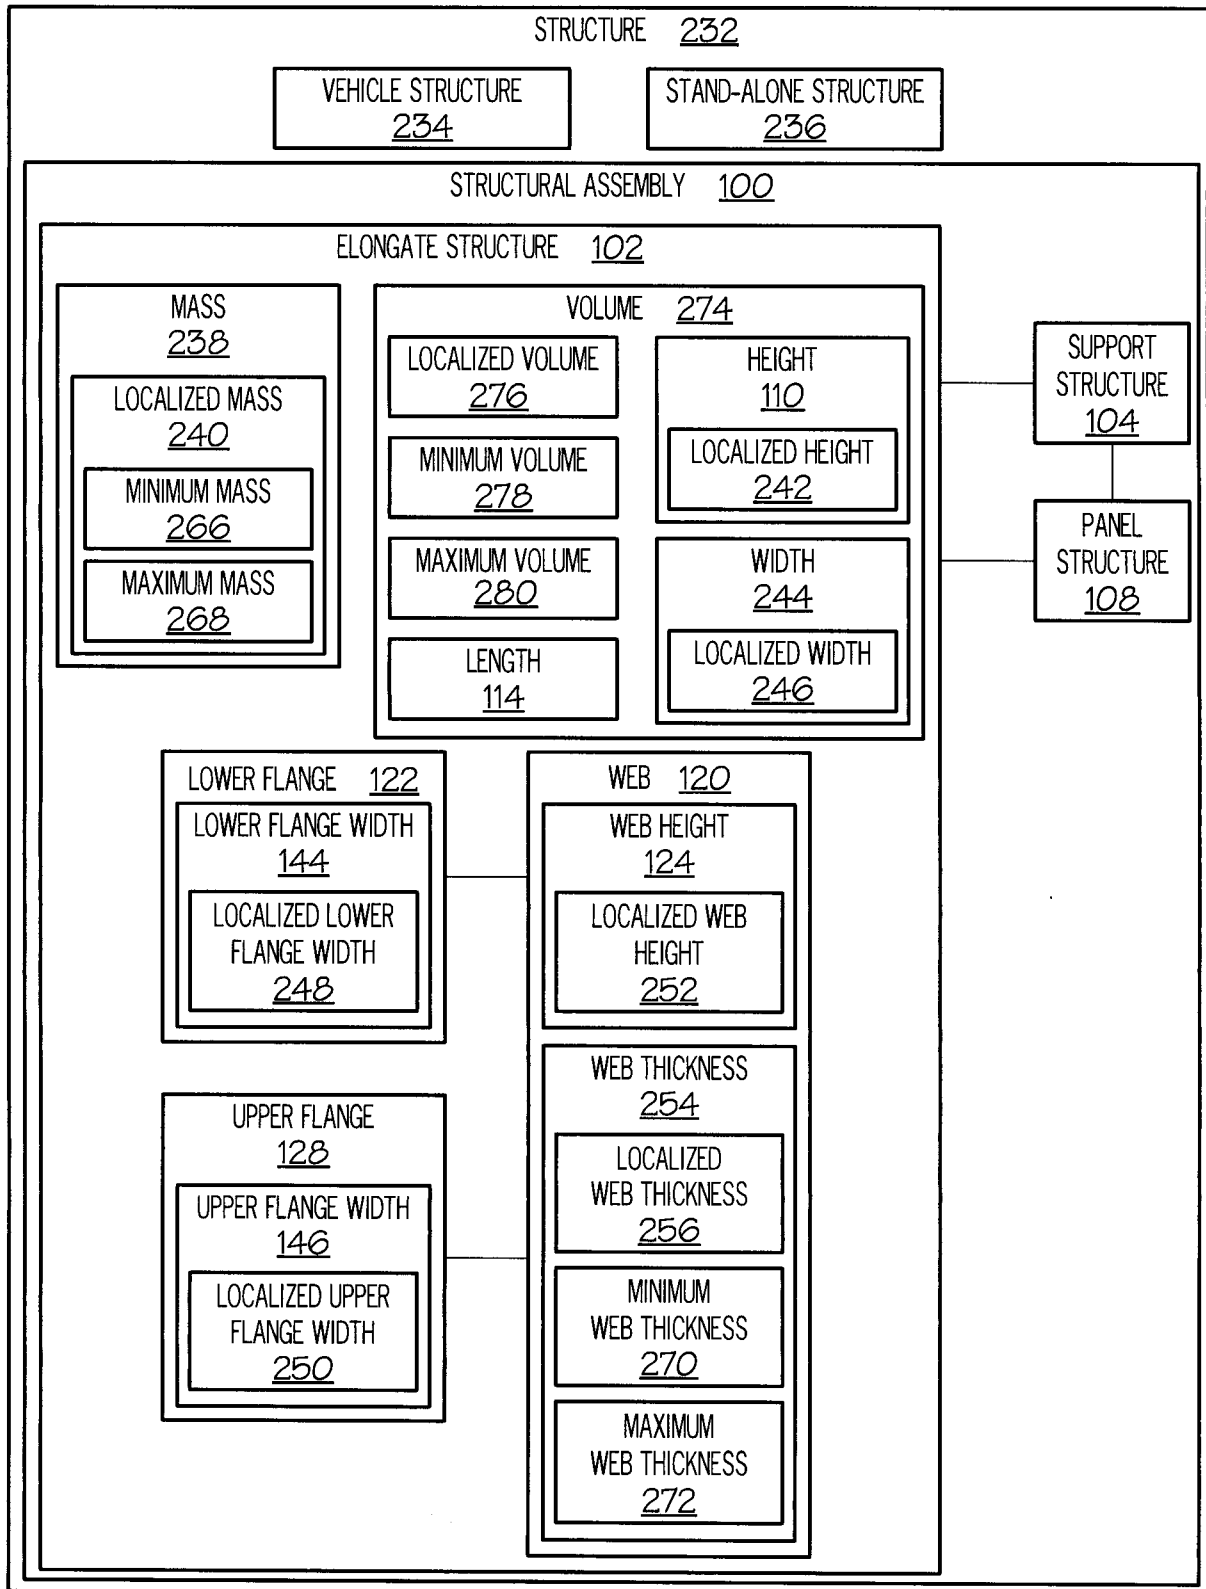 STRUCTURE 232
VEHICLE STRUCTURE
234
STAND-ALONE STRUCTURE
236
STRUCTURAL ASSEMBLY 100
ELONGATE STRUCTURE 102
MASS
238
LOCALIZED MASS
240
MINIMUM MASS
266
MAXIMUM MASS
268
VOLUME 274
LOCALIZED VOLUME
276
MINIMUM VOLUME
278
MAXIMUM VOLUME
280
LENGTH
114
HEIGHT
110
LOCALIZED HEIGHT
242
WIDTH
244
LOCALIZED WIDTH
246
SUPPORT
STRUCTURE
104
PANEL
STRUCTURE
108
LOWER FLANGE 122
LOWER FLANGE WIDTH
144
LOCALIZED LOWER
FLANGE WIDTH
248
UPPER FLANGE
128
UPPER FLANGE WIDTH
146
LOCALIZED UPPER
FLANGE WIDTH
250
WEB 120
WEB HEIGHT
124
LOCALIZED WEB
HEIGHT
252
WEB THICKNESS
254
LOCALIZED
WEB THICKNESS
256
MINIMUM
WEB THICKNESS
270
MAXIMUM
WEB THICKNESS
272